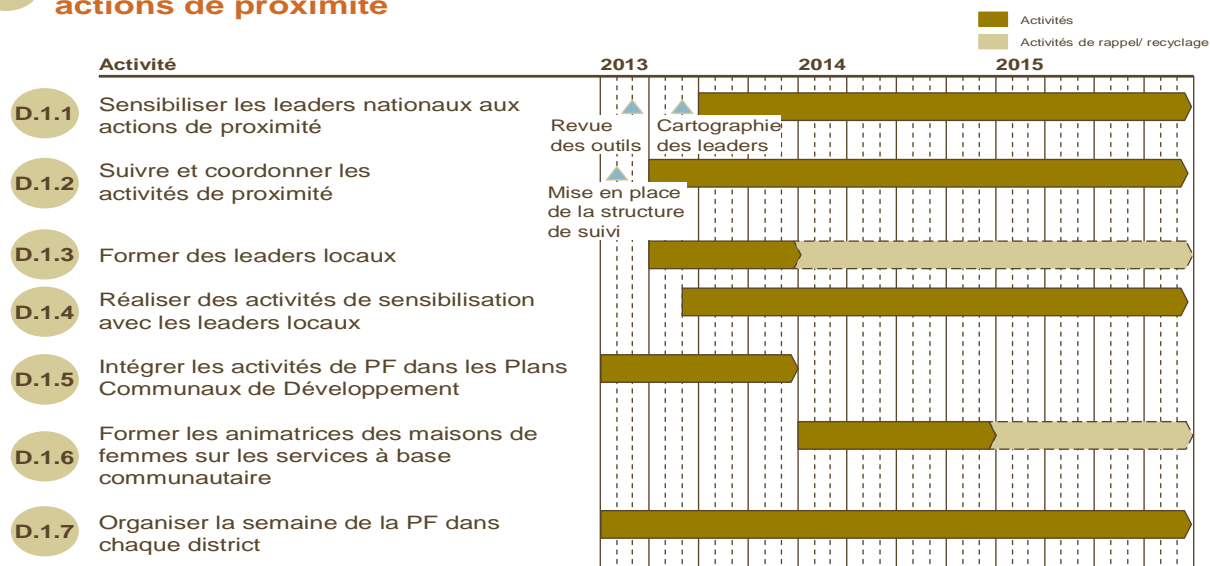 actions de proximité
Activités
Activités de rappel/ recyclage
Activité 2013 2014 2015
D.1.1 Sensibiliser les leaders nationaux aux
actions de proximité
Revue
des outils
Cartographie
des leaders
D.1.2 Suivre et coordonner les
activités de proximité
Mise en place
de la structure
de suivi
D.1.3 Former des leaders locaux
D.1.4 Réaliser des activités de sensibilisation
avec les leaders locaux
D.1.5 Intégrer les activités de PF dans les Plans
Communaux de Développement
D.1.6 Former les animatrices des maisons de
femmes sur les services à base
communautaire
D.1.7 Organiser la semaine de la PF dans
chaque district